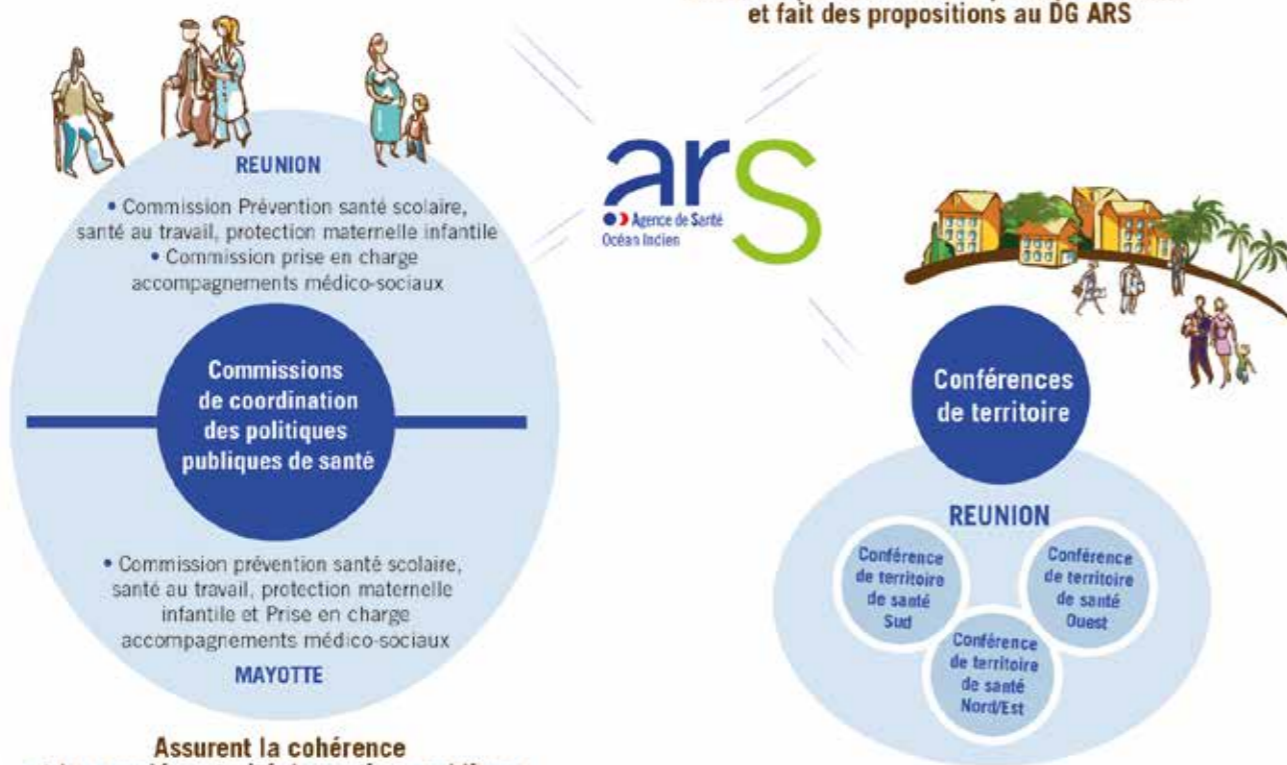 et fait des propositions au DG ARS
ars
Agence de Santé
Océan Indien
REUNION
• Commission Prévention santé scolaire,
santé au travail, protection maternelle infantile
• Commission prise en charge
accompagnements médico-sociaux
Commissions
de coordination
des politiques
publiques de santé
• Commission prévention santé scolaire,
santé au travail, protection maternelle
infantile et Prise en charge
accompagnements médico-sociaux
MAYOTTE
Assurent la cohérence
Conférences
de territoire
REUNION
Conférence
de territoire
de santé
Sud
Conférence
de territoire
de santé
Ouest
Conférence
de territoire
de santé
Nord/Est